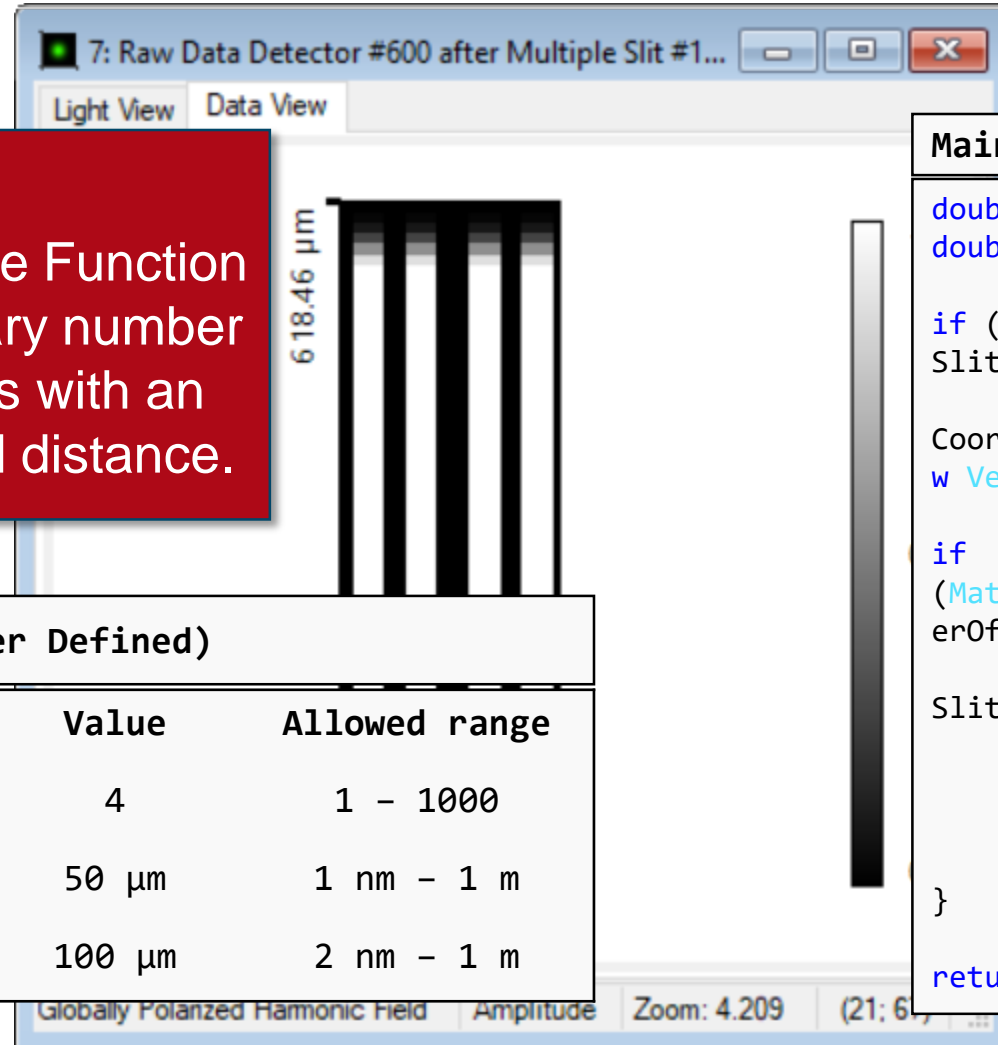 7: Raw Data Detector #600 after Multiple Slit #1...
Light View Data View
e Function
ary number
s with an
distance.
618.46 µm
er Defined)
Value Allowed range
4 1 – 1000
50 µm 1 nm – 1 m
100 µm 2 nm – 1 m
Globally Polarized Harmonic Field Amplitude Zoom: 4.209 (21; 6
Main
doub
doub
if (
Slit
Coor
w Ve
if
(Mat
erOf
Slit
}
retu